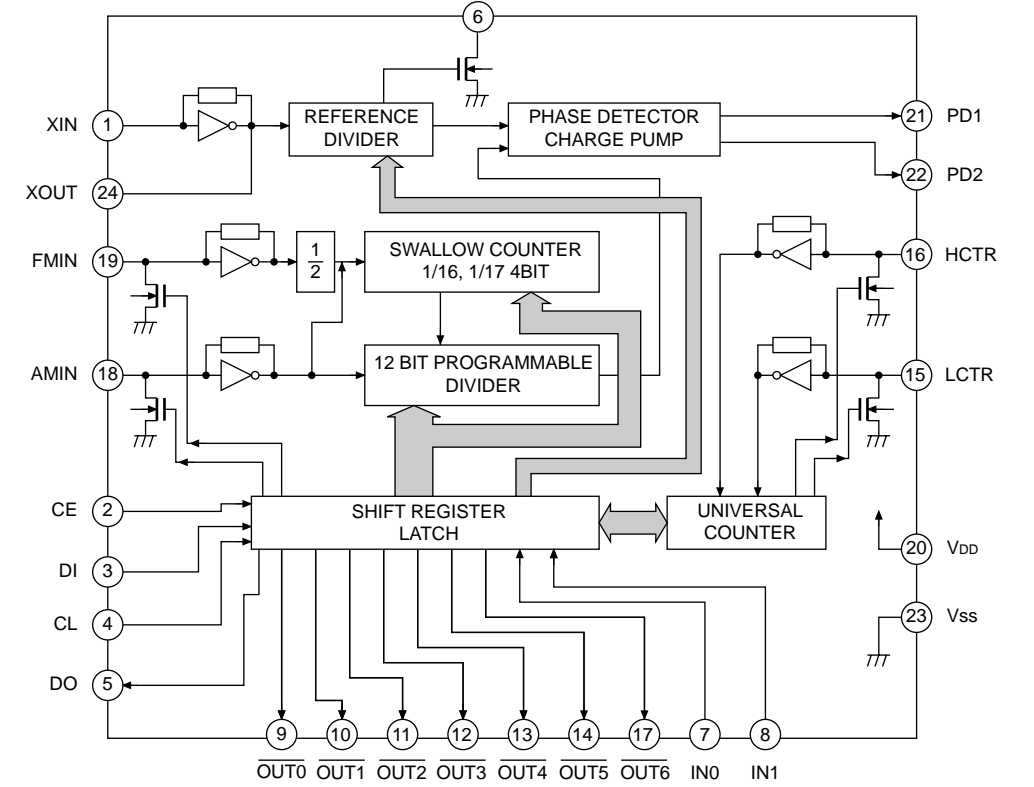 6
XIN 1
REFERENCE
DIVIDER
PHASE DETECTOR
CHARGE PUMP
21 PD1
22 PD2
XOUT 24
FMIN 19
1
2
SWALLOW COUNTER
1/16, 1/17 4BIT
16 HCTR
AMIN 18
12 BIT PROGRAMMABLE
DIVIDER
15 LCTR
CE 2
SHIFT REGISTER
LATCH
UNIVERSAL
COUNTER
20 VDD
DI 3
CL 4
23 Vss
DO 5
9 10 11 12 13 14 17 7 8
OUT0 OUT1 OUT2 OUT3 OUT4 OUT5 OUT6 IN0 IN1